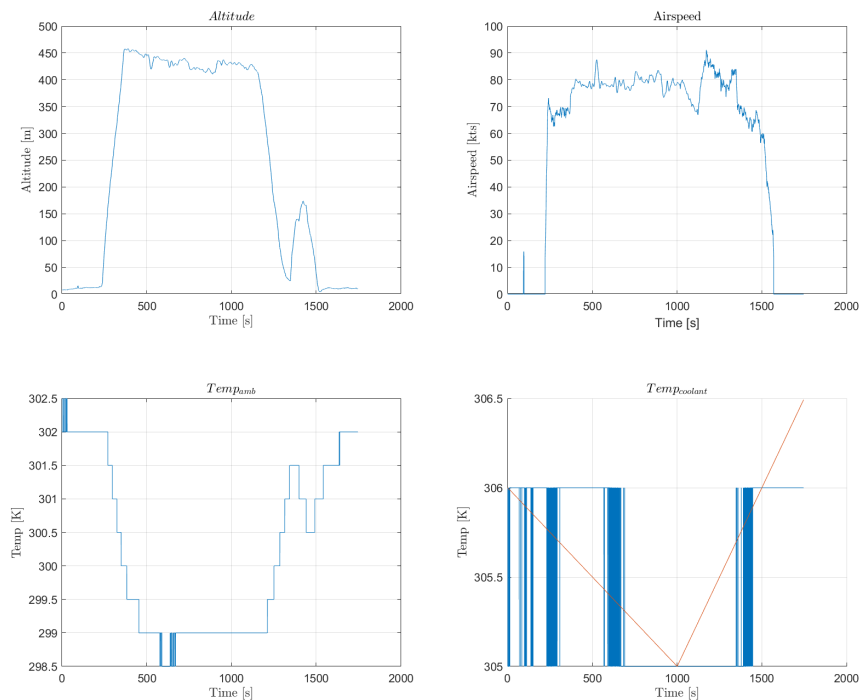 Altitude
500
450
400
350
300
250
200
150
100
50
0
Altitude [m]
0 500 1000 1500 2000
Time [s]
Airspeed
100
90
80
70
60
50
40
30
20
10
0
Airspeed [kts]
0 500 1000 1500 2000
Time [s]
Temp_amb
302.5
302
301.5
301
300.5
300
299.5
299
298.5
Temp [K]
0 500 1000 1500 2000
Time [s]
Temp_coolant
306.5
306
305.5
305
Temp [K]
0 500 1000 1500 2000
Time [s]